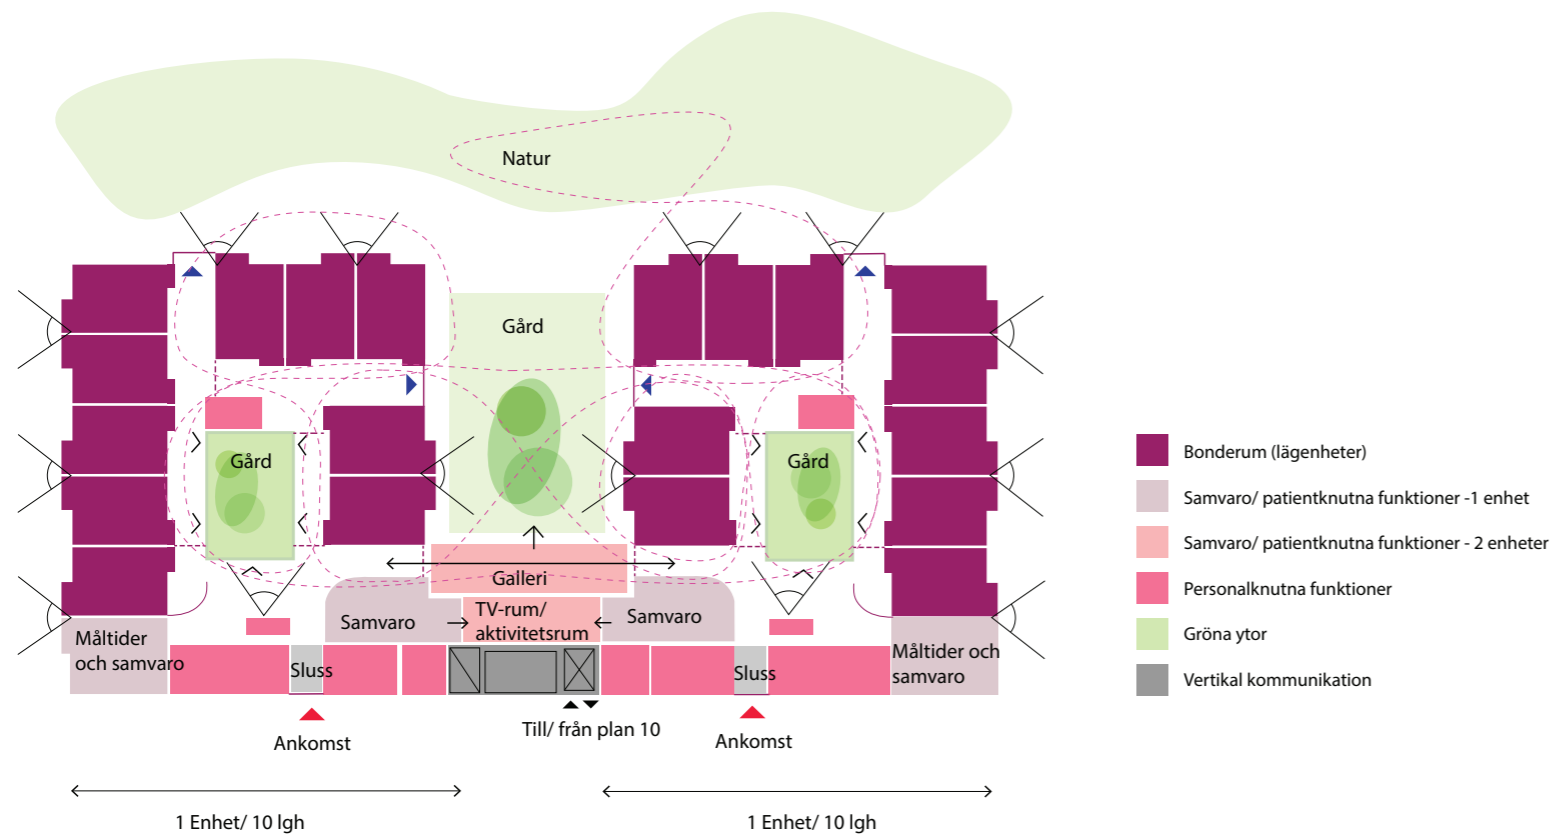 Natur
Gård
Gård
Gård
Galleri
TV-rum/
aktivitetsrum
Samvaro
Samvaro
Måltider
och samvaro
Sluss
Sluss
Måltider och
samvaro
Ankomst
Till/ från plan 10
Ankomst
1 Enhet/ 10 lgh
1 Enhet/ 10 lgh
Bonderum (lägenheter)
Samvaro/ patientknutna funktioner -1 enhet
Samvaro/ patientknutna funktioner - 2 enheter
Personalknutna funktioner
Gröna ytor
Vertikal kommunikation